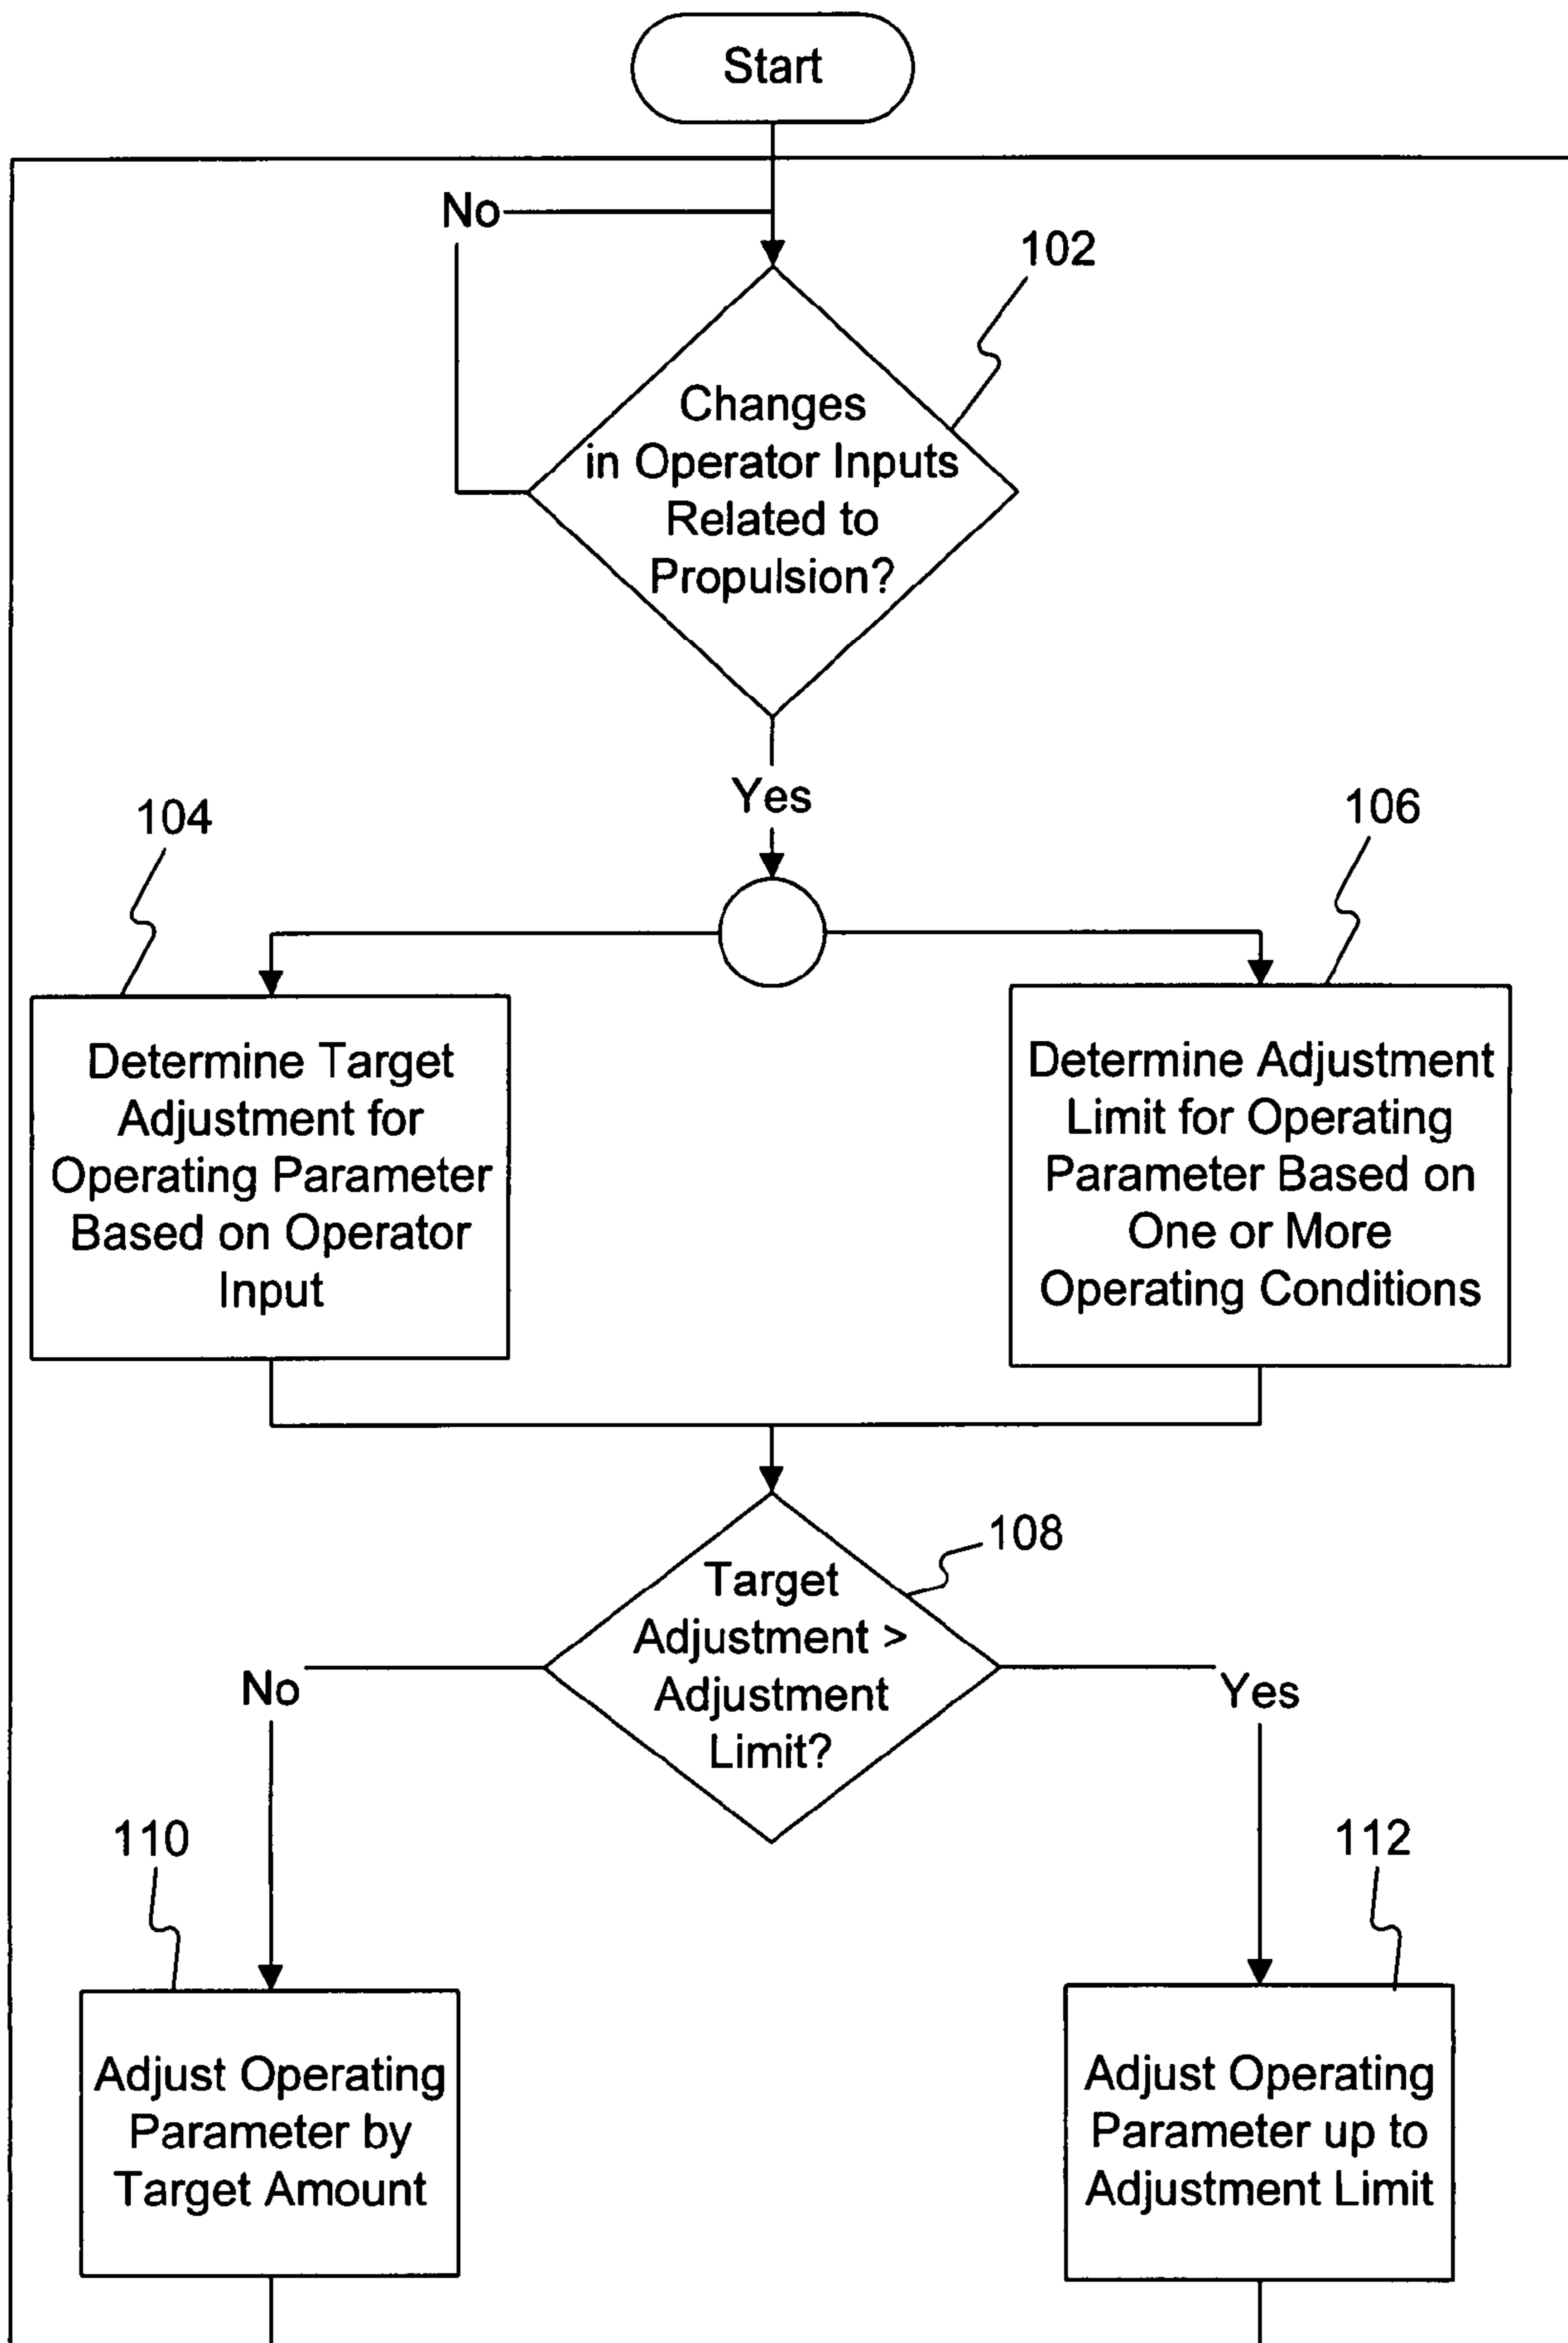 Start
No
102
Changes
in Operator Inputs
Related to
Propulsion?
Yes
104
106
Determine Target
Adjustment for
Operating Parameter
Based on Operator
Input
Determine Adjustment
Limit for Operating
Parameter Based on
One or More
Operating Conditions
108
Target
Adjustment >
Adjustment
Limit?
No
Yes
110
112
Adjust Operating
Parameter by
Target Amount
Adjust Operating
Parameter up to
Adjustment Limit